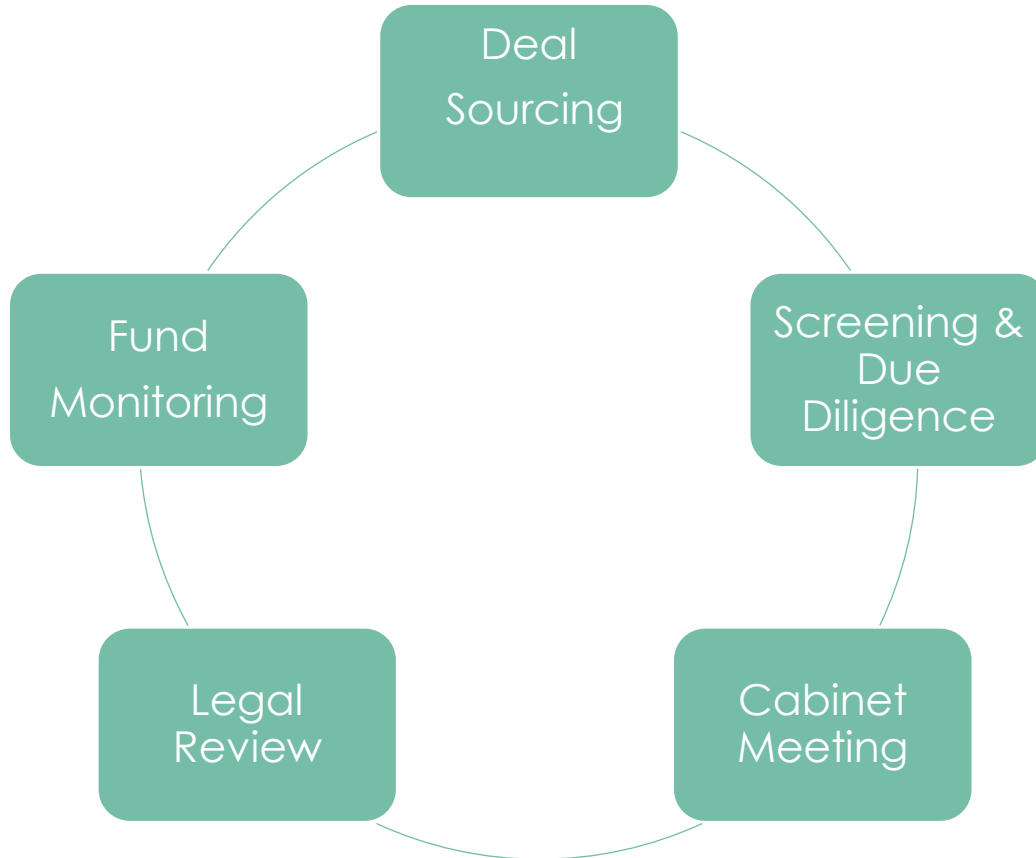 Deal
Sourcing
Screening &
Due
Diligence
Cabinet
Meeting
Legal
Review
Fund
Monitoring